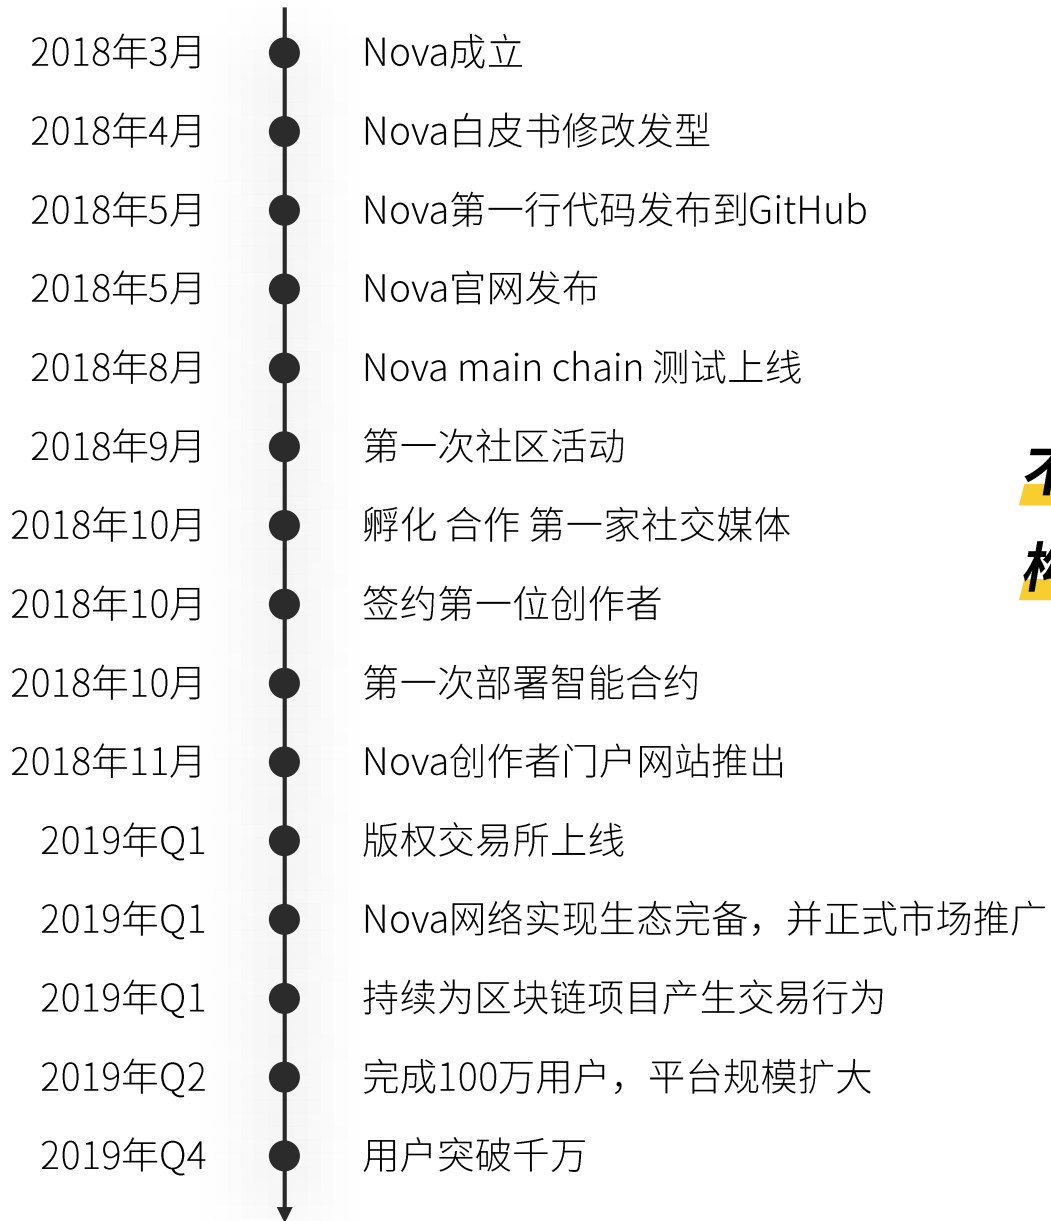 2018年3月 Nova成立
2018年4月 Nova白皮书修改发型
2018年5月 Nova第一行代码发布到GitHub
2018年5月 Nova官网发布
2018年8月 Nova main chain 测试上线
2018年9月 第一次社区活动
2018年10月 孵化 合作 第一家社交媒体
2018年10月 签约第一位创作者
2018年10月 第一次部署智能合约
2018年11月 Nova创作者门户网站推出
2019年Q1 版权交易所上线
2019年Q1 Nova网络实现生态完备，并正式市场推广
2019年Q1 持续为区块链项目产生交易行为
2019年Q2 完成100万用户，平台规模扩大
2019年Q4 用户突破千万